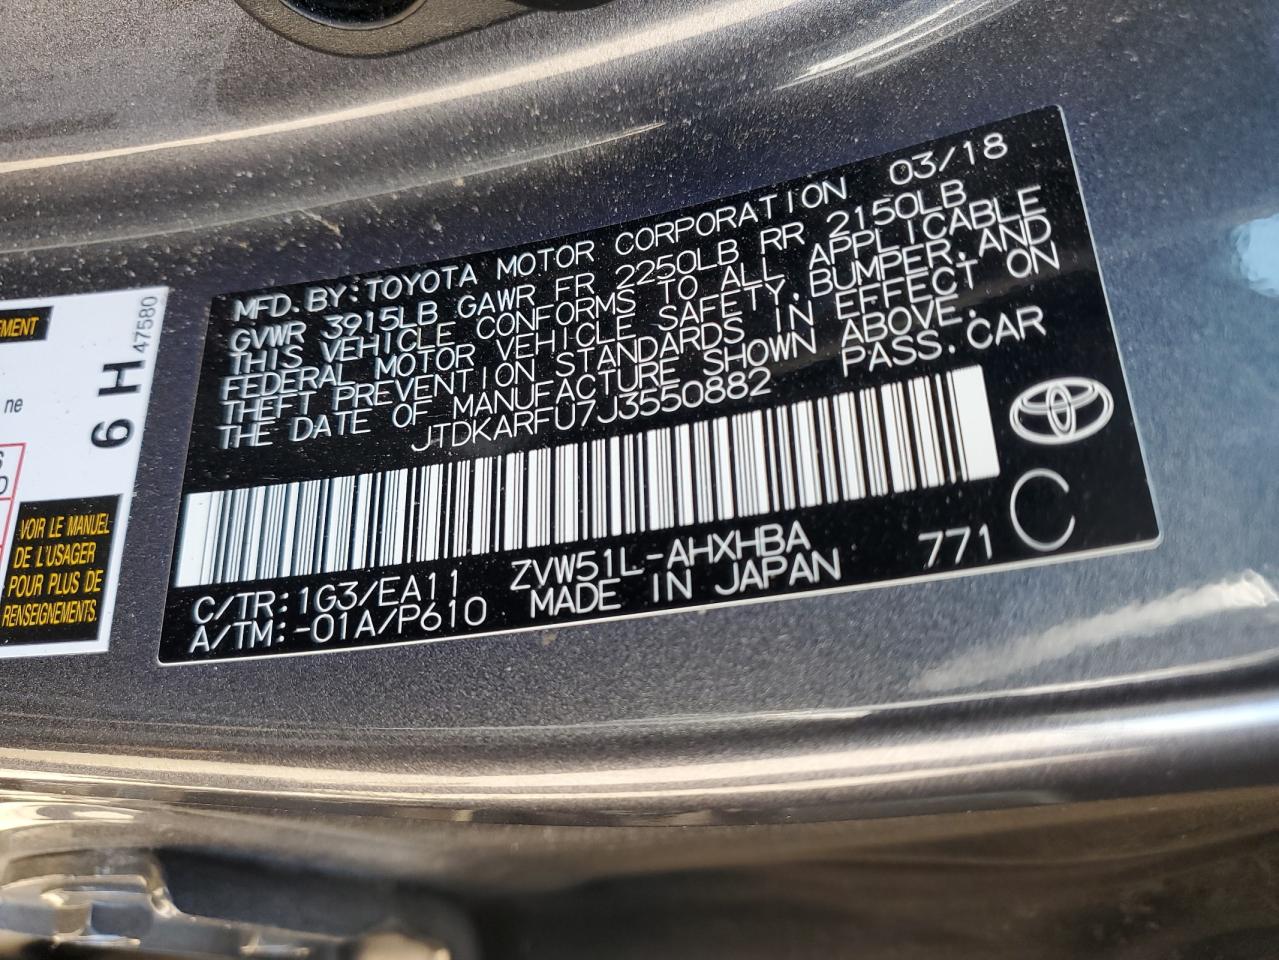 MFD. BY: TOYOTA MOTOR CORPORATION 03/18
GVWR 3915LB GAWR FR 2250LB RR 2150LB
THIS VEHICLE CONFORMS TO ALL APPLICABLE
FEDERAL MOTOR VEHICLE SAFETY, BUMPER, AND
THEFT PREVENTION STANDARDS IN EFFECT ON
THE DATE OF MANUFACTURE SHOWN ABOVE.
JTDKARFU7J3550882 PASS. CAR
C/TR: 1G3/EA11 ZVW51L-AHXHBA 771 C
A/TM: -01A/P610 MADE IN JAPAN
EMENT
ne
S
D
6 H 47580
VOIR LE MANUEL
DE L'USAGER
POUR PLUS DE
RENSEIGNEMENTS.